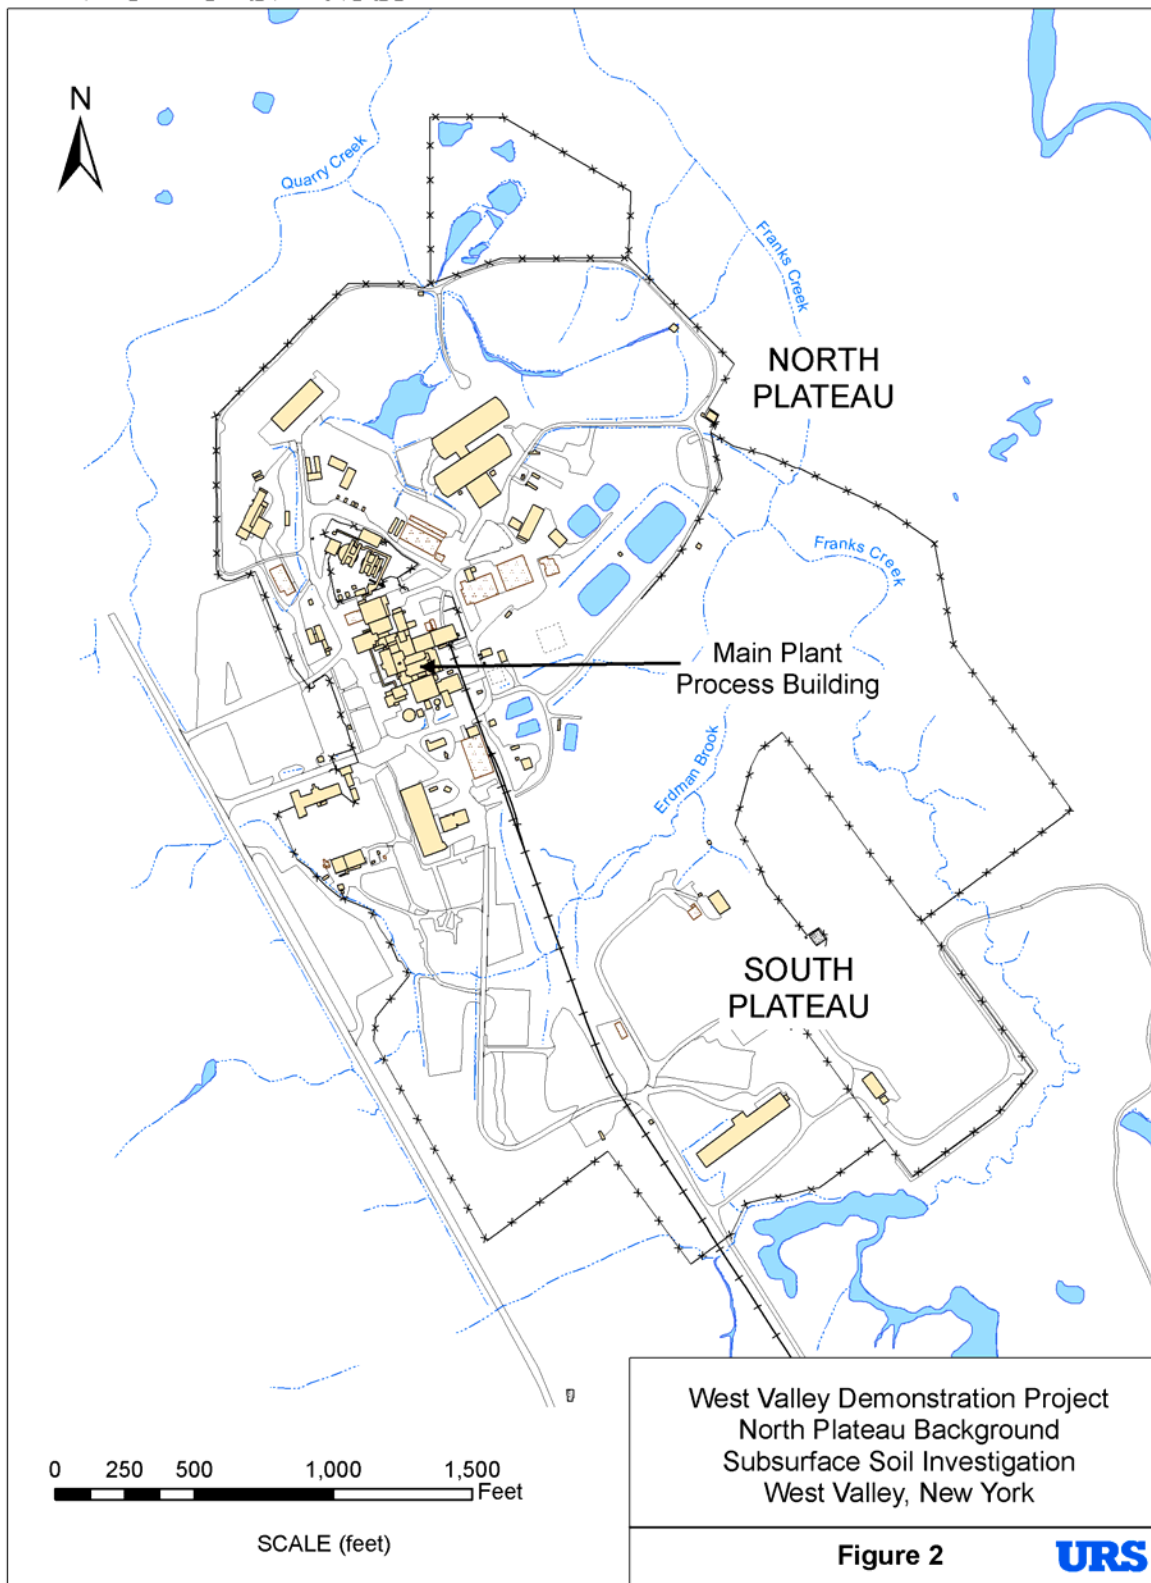 N
Quarry Creek
Franks Creek
NORTH
PLATEAU
Franks Creek
Main Plant
Process Building
Erdman Brook
SOUTH
PLATEAU
0 250 500 1,000 1,500
Feet
SCALE (feet)
West Valley Demonstration Project
North Plateau Background
Subsurface Soil Investigation
West Valley, New York
Figure 2
URS